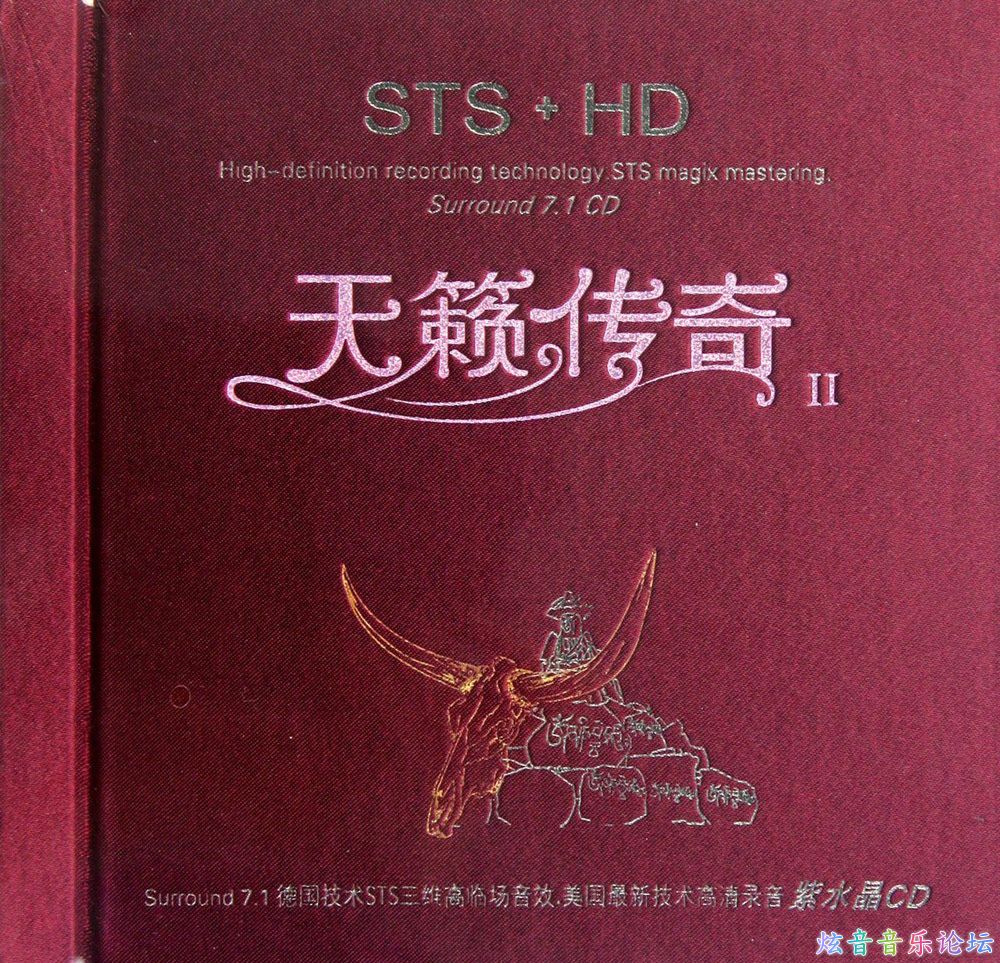 STS + HD
High-definition recording technology.STS magix mastering.
Surround 7.1 CD
天籁传奇 II
Surround 7.1 德国技术STS三维高临场音效.美国最新技术高清录音 紫水晶CD
炫音音乐论坛